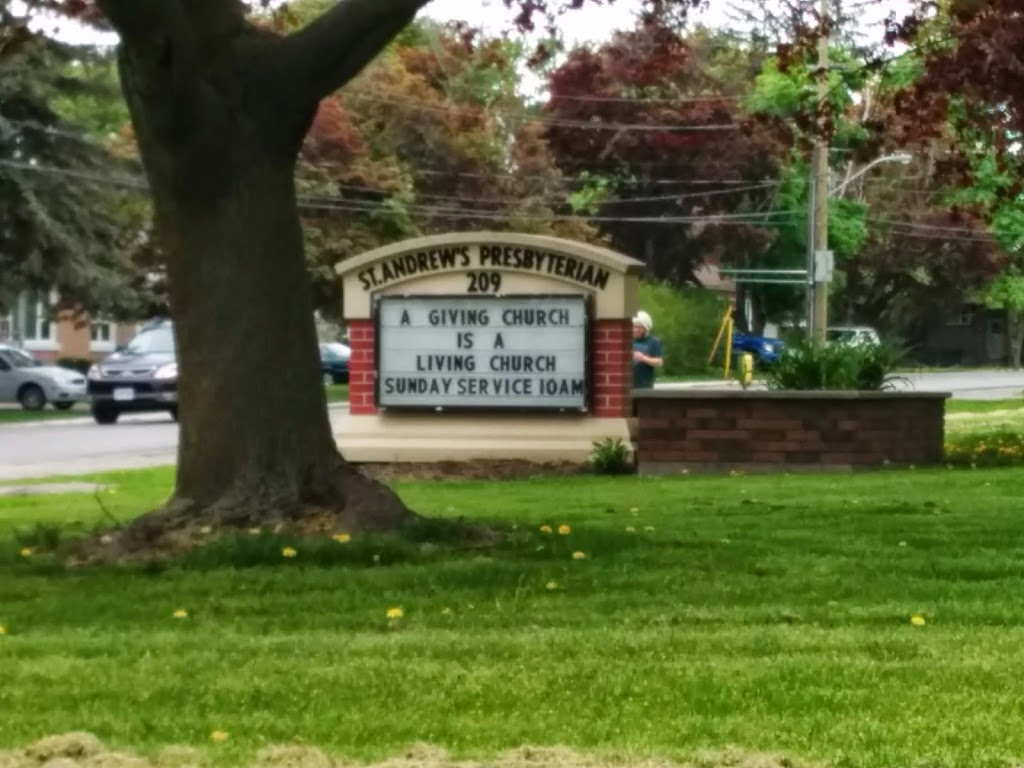 ST. ANDREW'S PRESBYTERIAN
209
A GIVING CHURCH
IS A
LIVING CHURCH
SUNDAY SERVICE 10AM